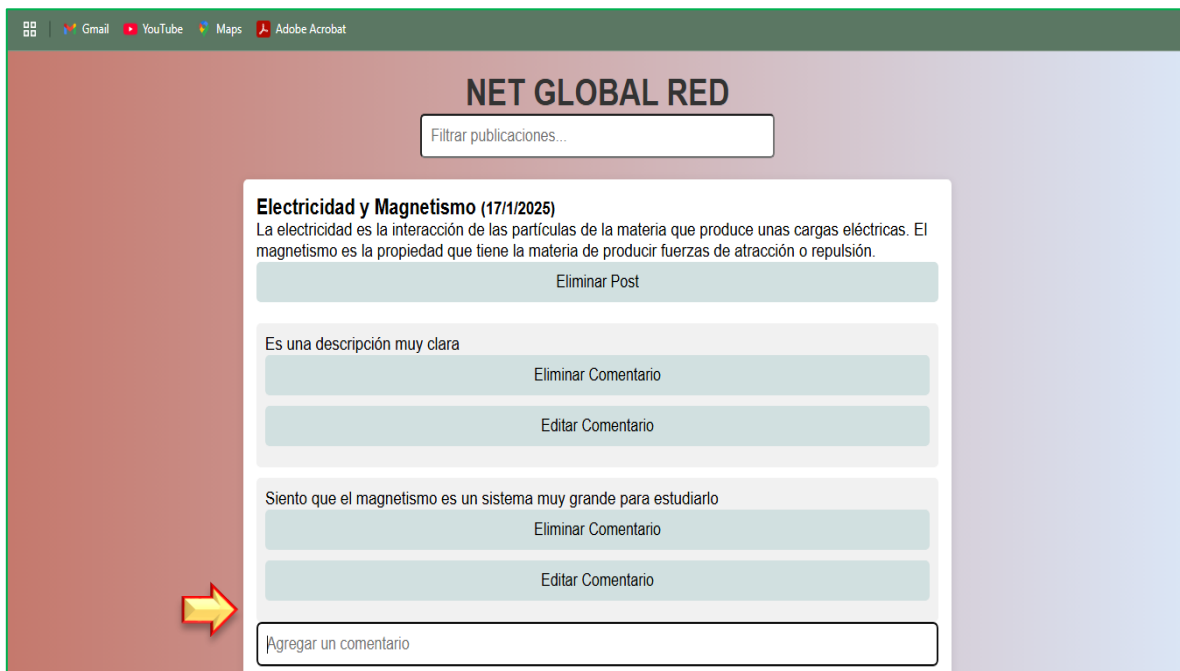 Gmail YouTube Maps Adobe Acrobat
NET GLOBAL RED
Filtrar publicaciones...
Electricidad y Magnetismo (17/1/2025)
La electricidad es la interacción de las partículas de la materia que produce unas cargas eléctricas. El
magnetismo es la propiedad que tiene la materia de producir fuerzas de atracción o repulsión.
Eliminar Post
Es una descripción muy clara
Eliminar Comentario
Editar Comentario
Siento que el magnetismo es un sistema muy grande para estudiarlo
Eliminar Comentario
Editar Comentario
Agregar un comentario